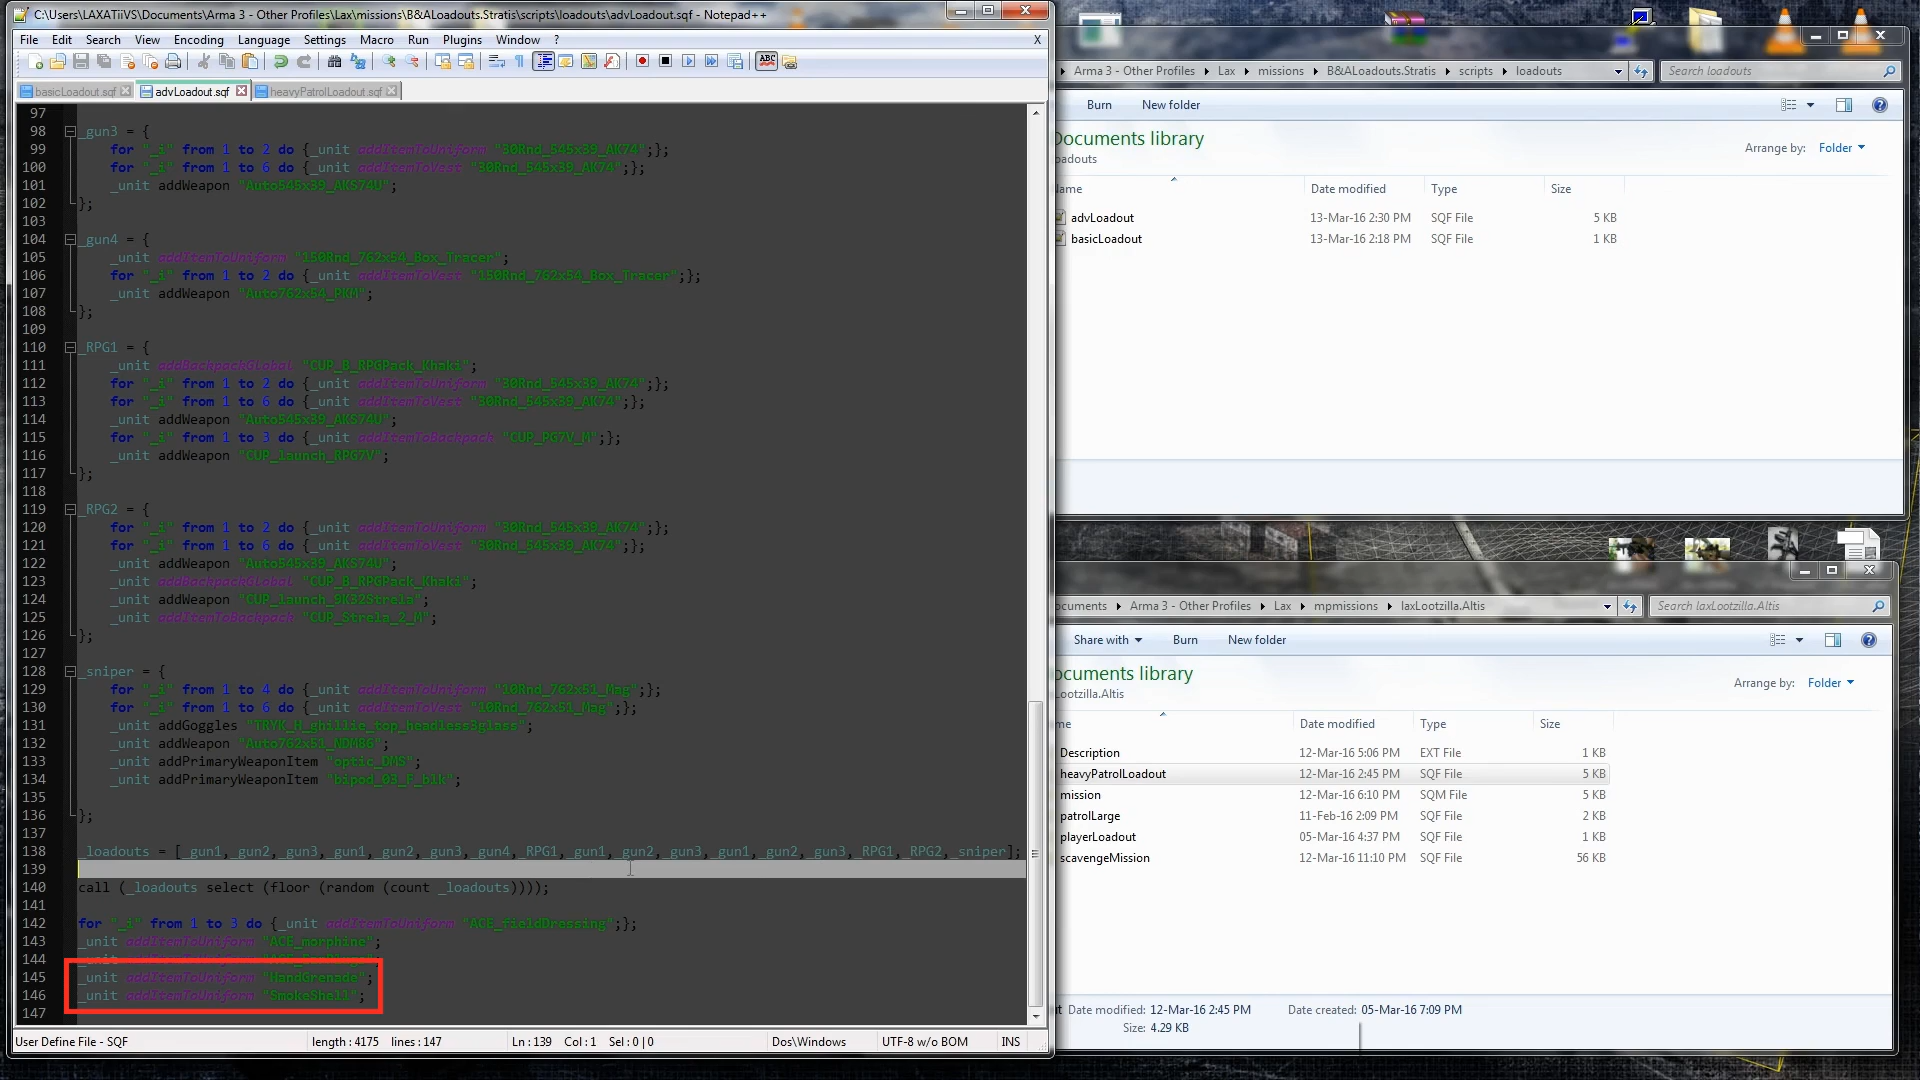 C:\Users\LAXATiiVS\Documents\Arma 3 - Other Profiles\Lax\missions\B&ALoadouts.Stratis\scripts\loadouts\advLoadout.sqf - Notepad++
File Edit Search View Encoding Language Settings Macro Run Plugins Window ? X
basicLoadout.sqf advLoadout.sqf heavyPatrolLoadout.sqf
97
98 _gun3 = {
99 for "_i" from 1 to 2 do {_unit addItemToUniform "30Rnd_545x39_AK74";};
100 for "_i" from 1 to 6 do {_unit addItemToVest "30Rnd_545x39_AK74";};
101 _unit addWeapon "Auto545x39_AKS74U";
102 };
103
104 _gun4 = {
105 _unit addItemToUniform "150Rnd_762x54_Box_Tracer";
106 for "_i" from 1 to 2 do {_unit addItemToVest "150Rnd_762x54_Box_Tracer";};
107 _unit addWeapon "Auto762x54_PKM";
108 };
109
110 _RPG1 = {
111 _unit addBackpackGlobal "CUP_B_RPGPack_Khaki";
112 for "_i" from 1 to 2 do {_unit addItemToUniform "30Rnd_545x39_AK74";};
113 for "_i" from 1 to 6 do {_unit addItemToVest "30Rnd_545x39_AK74";};
114 _unit addWeapon "Auto545x39_AKS74U";
115 for "_i" from 1 to 3 do {_unit addItemToBackpack "CUP_PG7V_M";};
116 _unit addWeapon "CUP_launch_RPG7V";
117 };
118
119 _RPG2 = {
120 for "_i" from 1 to 2 do {_unit addItemToUniform "30Rnd_545x39_AK74";};
121 for "_i" from 1 to 6 do {_unit addItemToVest "30Rnd_545x39_AK74";};
122 _unit addWeapon "Auto545x39_AKS74U";
123 _unit addBackpackGlobal "CUP_B_RPGPack_Khaki";
124 _unit addWeapon "CUP_launch_9K32Strela";
125 _unit addItemToBackpack "CUP_Strela_2_M";
126 };
127
128 _sniper = {
129 for "_i" from 1 to 4 do {_unit addItemToUniform "10Rnd_762x51_Mag";};
130 for "_i" from 1 to 6 do {_unit addItemToVest "10Rnd_762x51_Mag";};
131 _unit addGoggles "TRYK_H_ghillie_top_headless3glass";
132 _unit addWeapon "Auto762x51_NDM86";
133 _unit addPrimaryWeaponItem "optic_DMS";
134 _unit addPrimaryWeaponItem "bipod_03_F_blk";
135
136 };
137
138 _loadouts = [_gun1,_gun2,_gun3,_gun1,_gun2,_gun3,_gun4,_RPG1,_gun1,_gun2,_gun3,_gun1,_gun2,_gun3,_RPG1,_RPG2,_sniper];
139
140 call (_loadouts select (floor (random (count _loadouts))));
141
142 for "_i" from 1 to 3 do {_unit addItemToUniform "ACE_fieldDressing";};
143 _unit addItemToUniform "ACE_morphine";
144 _unit
145 _unit addItemToUniform "HandGrenade";
146 _unit addItemToUniform "SmokeShell";
147
User Define File - SQF length : 4175 lines : 147 Ln : 139 Col : 1 Sel : 0 | 0 Dos\Windows UTF-8 w/o BOM INS
Arma 3 - Other Profiles Lax missions B&ALoadouts.Stratis scripts loadouts Search loadouts
Burn New folder
Documents library
oadouts
Arrange by: Folder
ame Date modified Type Size
advLoadout 13-Mar-16 2:30 PM SQF File 5 KB
basicLoadout 13-Mar-16 2:18 PM SQF File 1 KB
ocuments Arma 3 - Other Profiles Lax mpmissions laxLootzilla.Altis Search laxLootzilla.Altis
Share with Burn New folder
ocuments library
Lootzilla.Altis
Arrange by: Folder
me Date modified Type Size
Description 12-Mar-16 5:06 PM EXT File 1 KB
heavyPatrolLoadout 12-Mar-16 2:45 PM SQF File 5 KB
mission 12-Mar-16 6:10 PM SQM File 5 KB
patrolLarge 11-Feb-16 2:09 PM SQF File 2 KB
playerLoadout 05-Mar-16 4:37 PM SQF File 1 KB
scavengeMission 12-Mar-16 11:10 PM SQF File 56 KB
ut Date modified: 12-Mar-16 2:45 PM Date created: 05-Mar-16 7:09 PM
Size: 4.29 KB